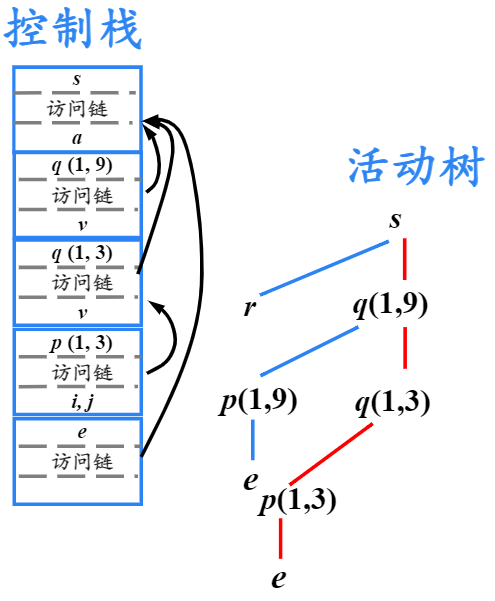 控制栈
s
访问链
a
q (1, 9)
访问链
v
q (1, 3)
访问链
v
p (1, 3)
访问链
i, j
e
访问链
活动树
s
r
q(1,9)
p(1,9)
q(1,3)
e
p(1,3)
e